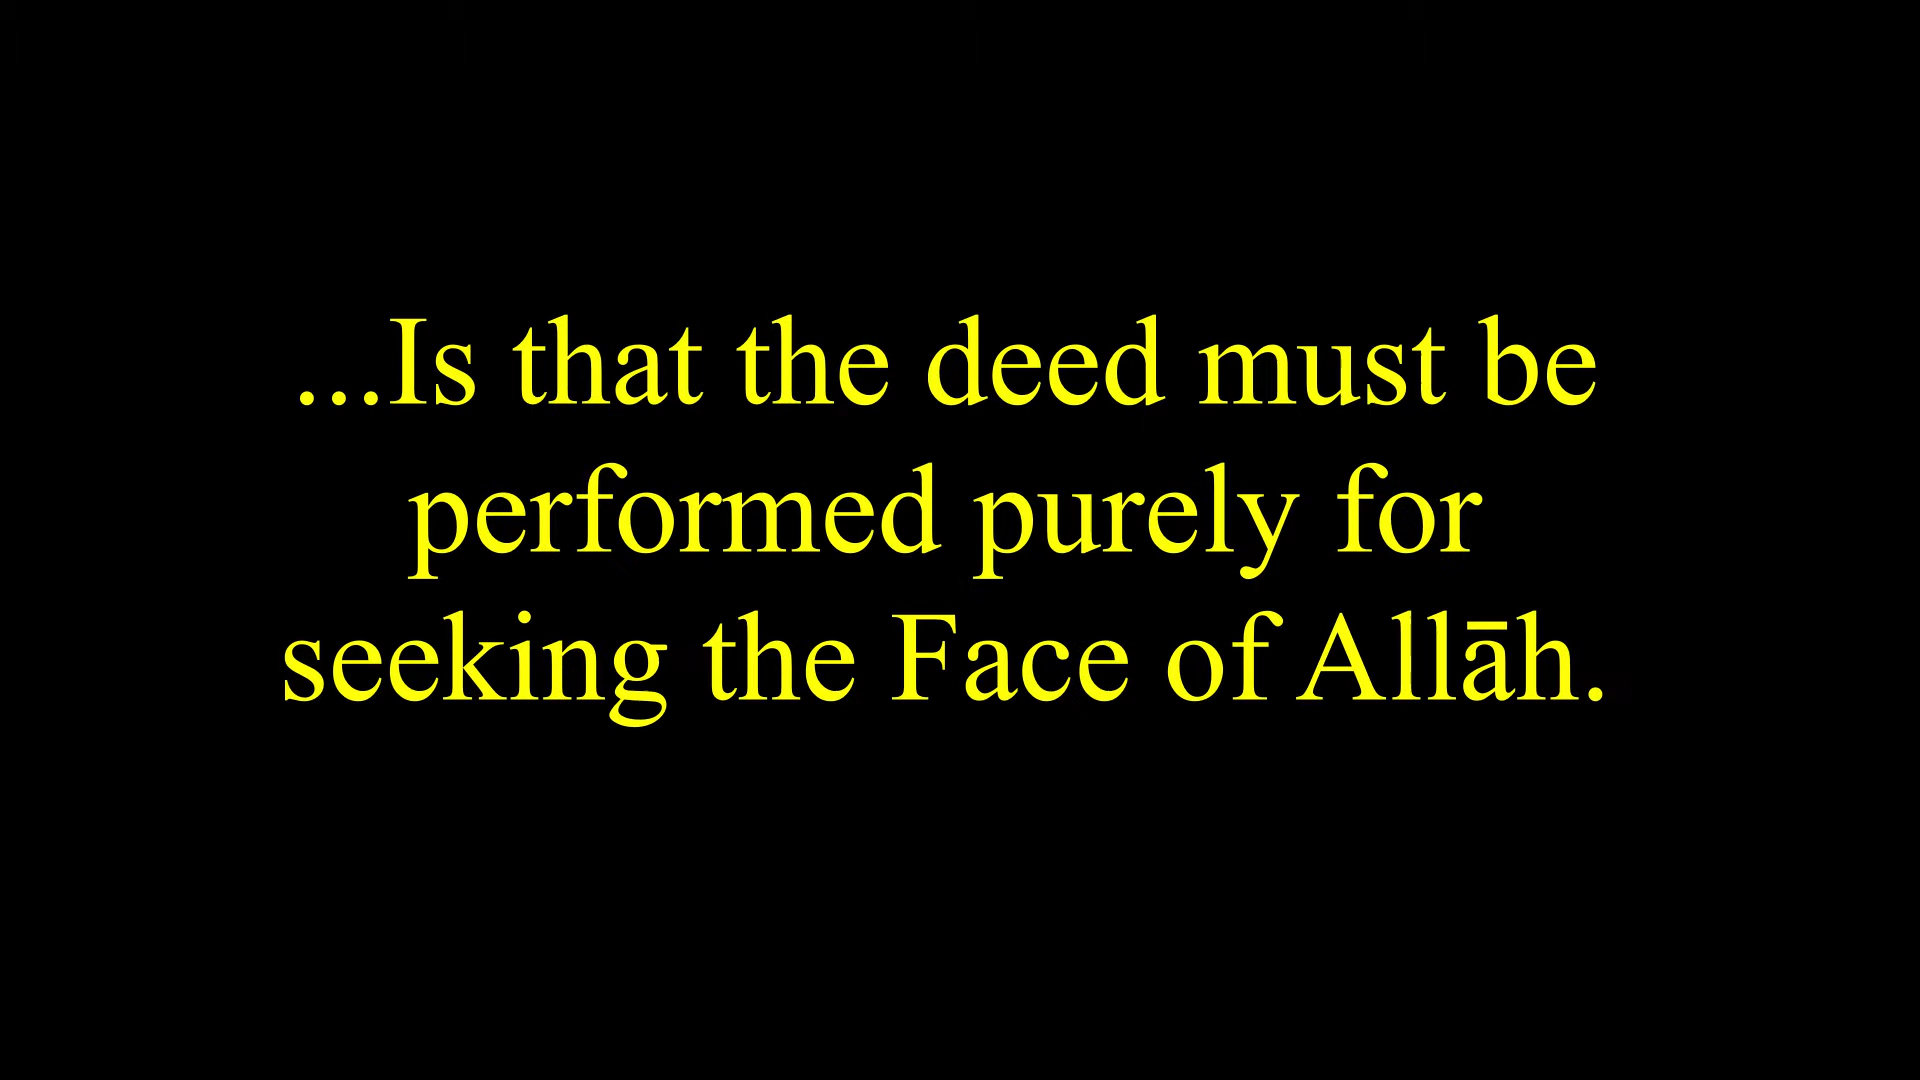 ...Is that the deed must be
performed purely for
seeking the Face of Allāh.